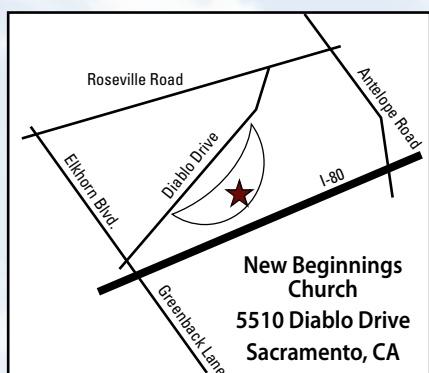 Roseville Road
Antelope Road
Elkhorn Blvd.
Diablo Drive
I-80
Greenback Lane
New Beginnings
Church
5510 Diablo Drive
Sacramento, CA